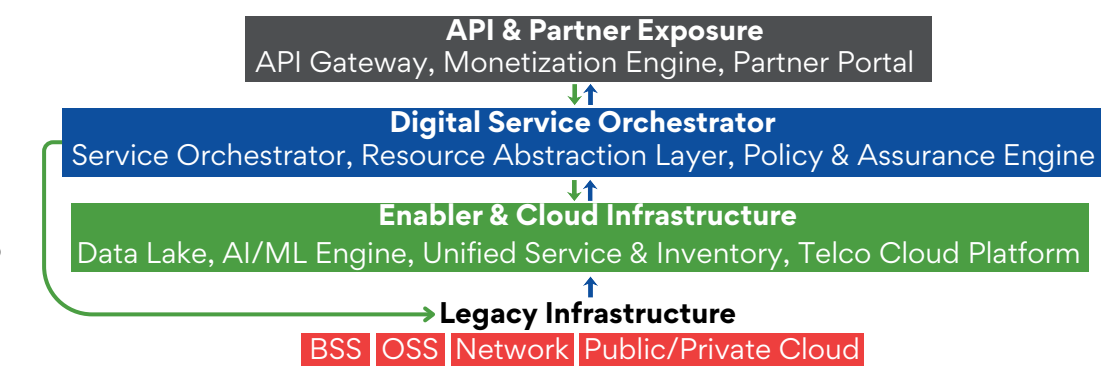 API & Partner Exposure
API Gateway, Monetization Engine, Partner Portal
Digital Service Orchestrator
Service Orchestrator, Resource Abstraction Layer, Policy & Assurance Engine
Enabler & Cloud Infrastructure
Data Lake, AI/ML Engine, Unified Service & Inventory, Telco Cloud Platform
Legacy Infrastructure
BSS OSS Network Public/Private Cloud